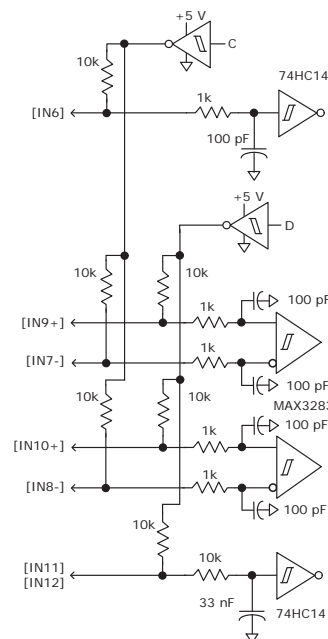 +5 V
C
10k
74HC14
[IN6]
1k
100 pF
+5 V
D
10k
10k
100 pF
[IN9+]
1k
[IN7-]
1k
100 pF
MAX3283
10k
10k
100 pF
[IN10+]
1k
[IN8-]
1k
100 pF
10k
[IN11]
[IN12]
10k
33 nF
74HC14